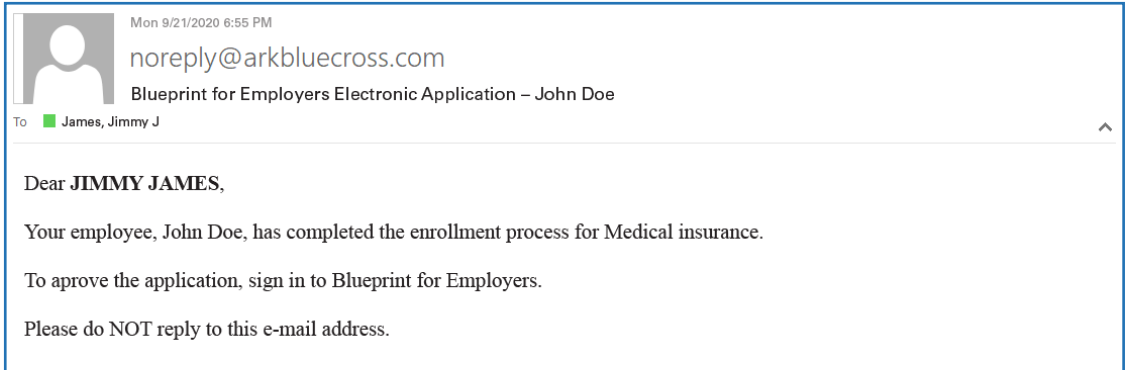 Mon 9/21/2020 6:55 PM
noreply@arkbluecross.com
Blueprint for Employers Electronic Application – John Doe
To James, Jimmy J
Dear JIMMY JAMES,
Your employee, John Doe, has completed the enrollment process for Medical insurance.
To aprove the application, sign in to Blueprint for Employers.
Please do NOT reply to this e-mail address.